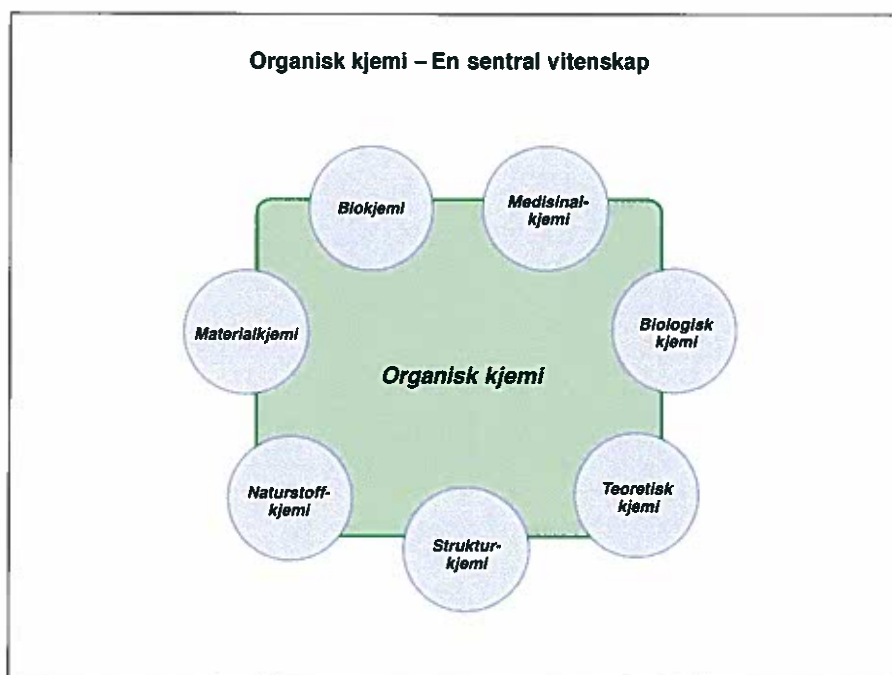 Organisk kjemi – En sentral vitenskap
Biokjemi
Medisinal-
kjemi
Materialkjemi
Biologisk
kjemi
Organisk kjemi
Naturstoff-
kjemi
Teoretisk
kjemi
Struktur-
kjemi